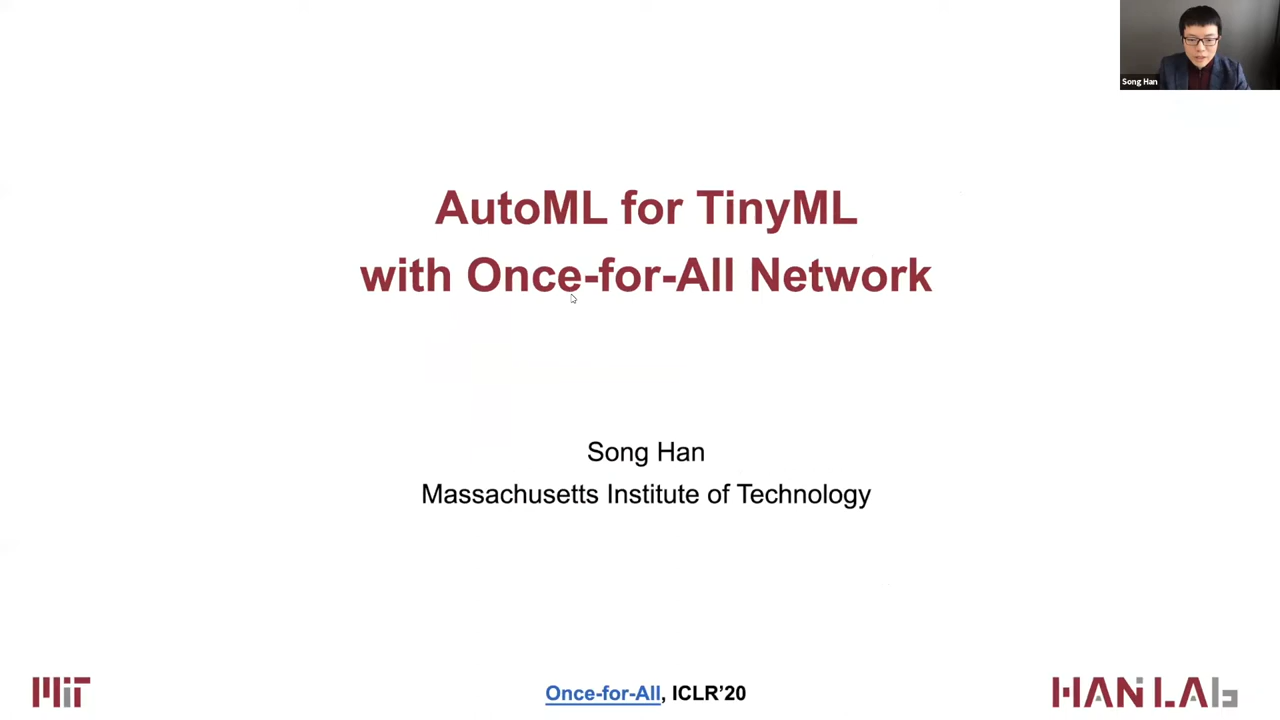 Song Han
AutoML for TinyML
with Once-for-All Network
Song Han
Massachusetts Institute of Technology
MiT
Once-for-All, ICLR’20
HAN LAb